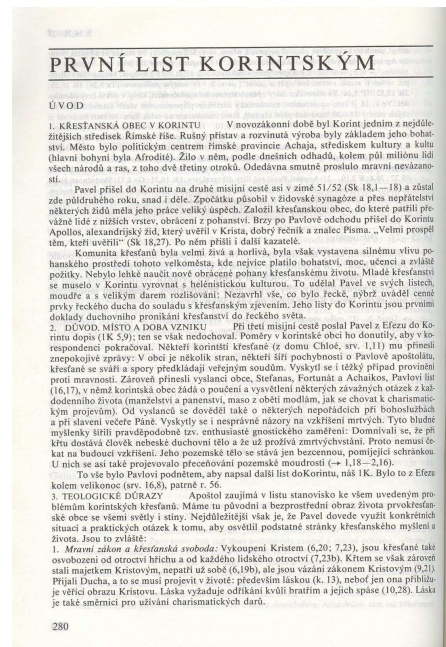 PRVNÍ LIST KORINTSKÝM
ÚVOD
1. KŘESŤANSKÁ OBEC V KORINTU V novozákonní době byl Korint jedním z nejdůle-
žitějších středisek Římské říše. Rušný přístav a rozvinutá výroba byly základem jeho bohat-
ství. Město bylo politickým centrem římské provincie Achaja, střediskem kultury a kultu
(hlavní bohyní byla Afrodité). Žilo v něm, podle dnešních odhadů, kolem půl miliónu lidí
všech národů a ras, z toho dvě třetiny otroků. Odedávna smutně proslulo mravní nevázano-
stí.
Pavel přišel do Korintu na druhé misijní cestě asi v zimě 51/52 (Sk 18,1—18) a zůstal
zde půldruhého roku, snad i déle. Zpočátku působil v židovské synagóze a přes nepřátelství
některých židů měla jeho práce veliký úspěch. Založil křesťanskou obec, do které patřili pře-
vážně lidé z nižších vrstev, obrácení z pohanství. Brzy po Pavlově odchodu přišel do Korintu
Apollos, alexandrijský žid, který uvěřil v Krista, dobrý řečník a znalec Písma. „Velmi prospěl
těm, kteří uvěřili“ (Sk 18,27). Po něm přišli i další kazatelé.
Komunita křesťanů byla velmi živá a horlivá, byla však vystavena silnému vlivu po-
hanského prostředí tohoto velkoměsta, kde nejvíce platilo bohatství, moc, učenci a zvláště
požitky. Nebylo lehké naučit nově obrácené pohany křesťanskému životu. Mladé křesťanství
se muselo v Korintu vyrovnat s helénistickou kulturou. To udělal Pavel ve svých listech,
moudře a s velikým darem rozlišování: Nezavrhl vše, co bylo řecké, nýbrž uváděl cenné
prvky řeckého ducha do souladu s křesťanským zjevením. Jeho listy do Korintu jsou prvními
doklady duchovního pronikání křesťanství do řeckého světa.
2. DŮVOD, MÍSTO A DOBA VZNIKU Při třetí misijní cestě poslal Pavel z Efezu do Ko-
rintu dopis (1K 5,9); ten se však nedochoval. Poměry v korintské obci ho donutily, aby v ko-
respondenci pokračoval. Někteří korintští křesťané (z domu Chloé, srv. 1,11) mu přinesli
znepokojivé zprávy: V obci je několik stran, někteří šíří pochybnosti o Pavlově apoštolátu,
křesťané se sváří a spory předkládají veřejným soudům. Vyskytl se i těžký případ provinění
proti mravnosti. Zároveň přinesli vyslanci obce, Štefanas, Fortunát a Achaikos, Pavlovi list
(16,17), v němž korintská obec žádá o poučení a vysvětlení některých závažných otázek z kaž-
dodenního života (manželství a panenství, maso z obětí modlám, jak se chovat k charismatic-
kým projevům). Od vyslanců se dověděl také o některých nepořádcích při bohoslužbách
a při slavení večeře Páně. Vyskytly se i nesprávné názory na vzkříšení mrtvých. Tyto bludné
myšlenky šířili pravděpodobně tzv. enthusiasté gnostického zaměření: Domnívali se, že při
křtu dostává člověk nebeské duchovní tělo a že už prožívá zmrtvýchvstání. Proto nemusí če-
kat na budoucí vzkříšení. Jeho pozemské tělo se stává jen bezcennou, pomíjející schránkou.
U nich se asi také projevovalo přeceňování pozemské moudrosti (→ 1,18—2,16).
To vše bylo Pavlovi podnětem, aby napsal další list doKorintu, náš 1K. Bylo to z Efezu
kolem velikonoc (srv. 16,8), patrně r. 56.
3. TEOLOGICKÉ DŮRAZY Apoštol zaujímá v listu stanovisko ke všem uvedeným pro-
blémům korintských křesťanů. Máme tu původní a bezprostřední obraz života prvokřesťan-
ské obce se všemi světly i stíny. Nejdůležitější však je, že Pavel dovede využít konkrétních
situací a praktických otázek k tomu, aby osvětlil podstatné stránky křesťanského myšlení a
života. Jsou to zvláště:
1. Mravní zákon a křesťanská svoboda: Vykoupeni Kristem (6,20; 7,23), jsou křesťané také
osvobozeni od otroctví hříchu a od každého lidského otroctví (7,23b). Křtem se však zároveň
stali majetkem Kristovým, nepatří už sobě (6,19b), ale jsou vázáni zákonem Kristovým (9,21).
Přijali Ducha, a to se musí projevit v životě: především láskou (k. 13), neboť jen ona přibližu-
je věřící obrazu Kristovu. Láska vyžaduje odříkání kvůli bratřím a jejich spáse (10,28). Láska
je také směrnicí pro užívání charismatických darů.
280